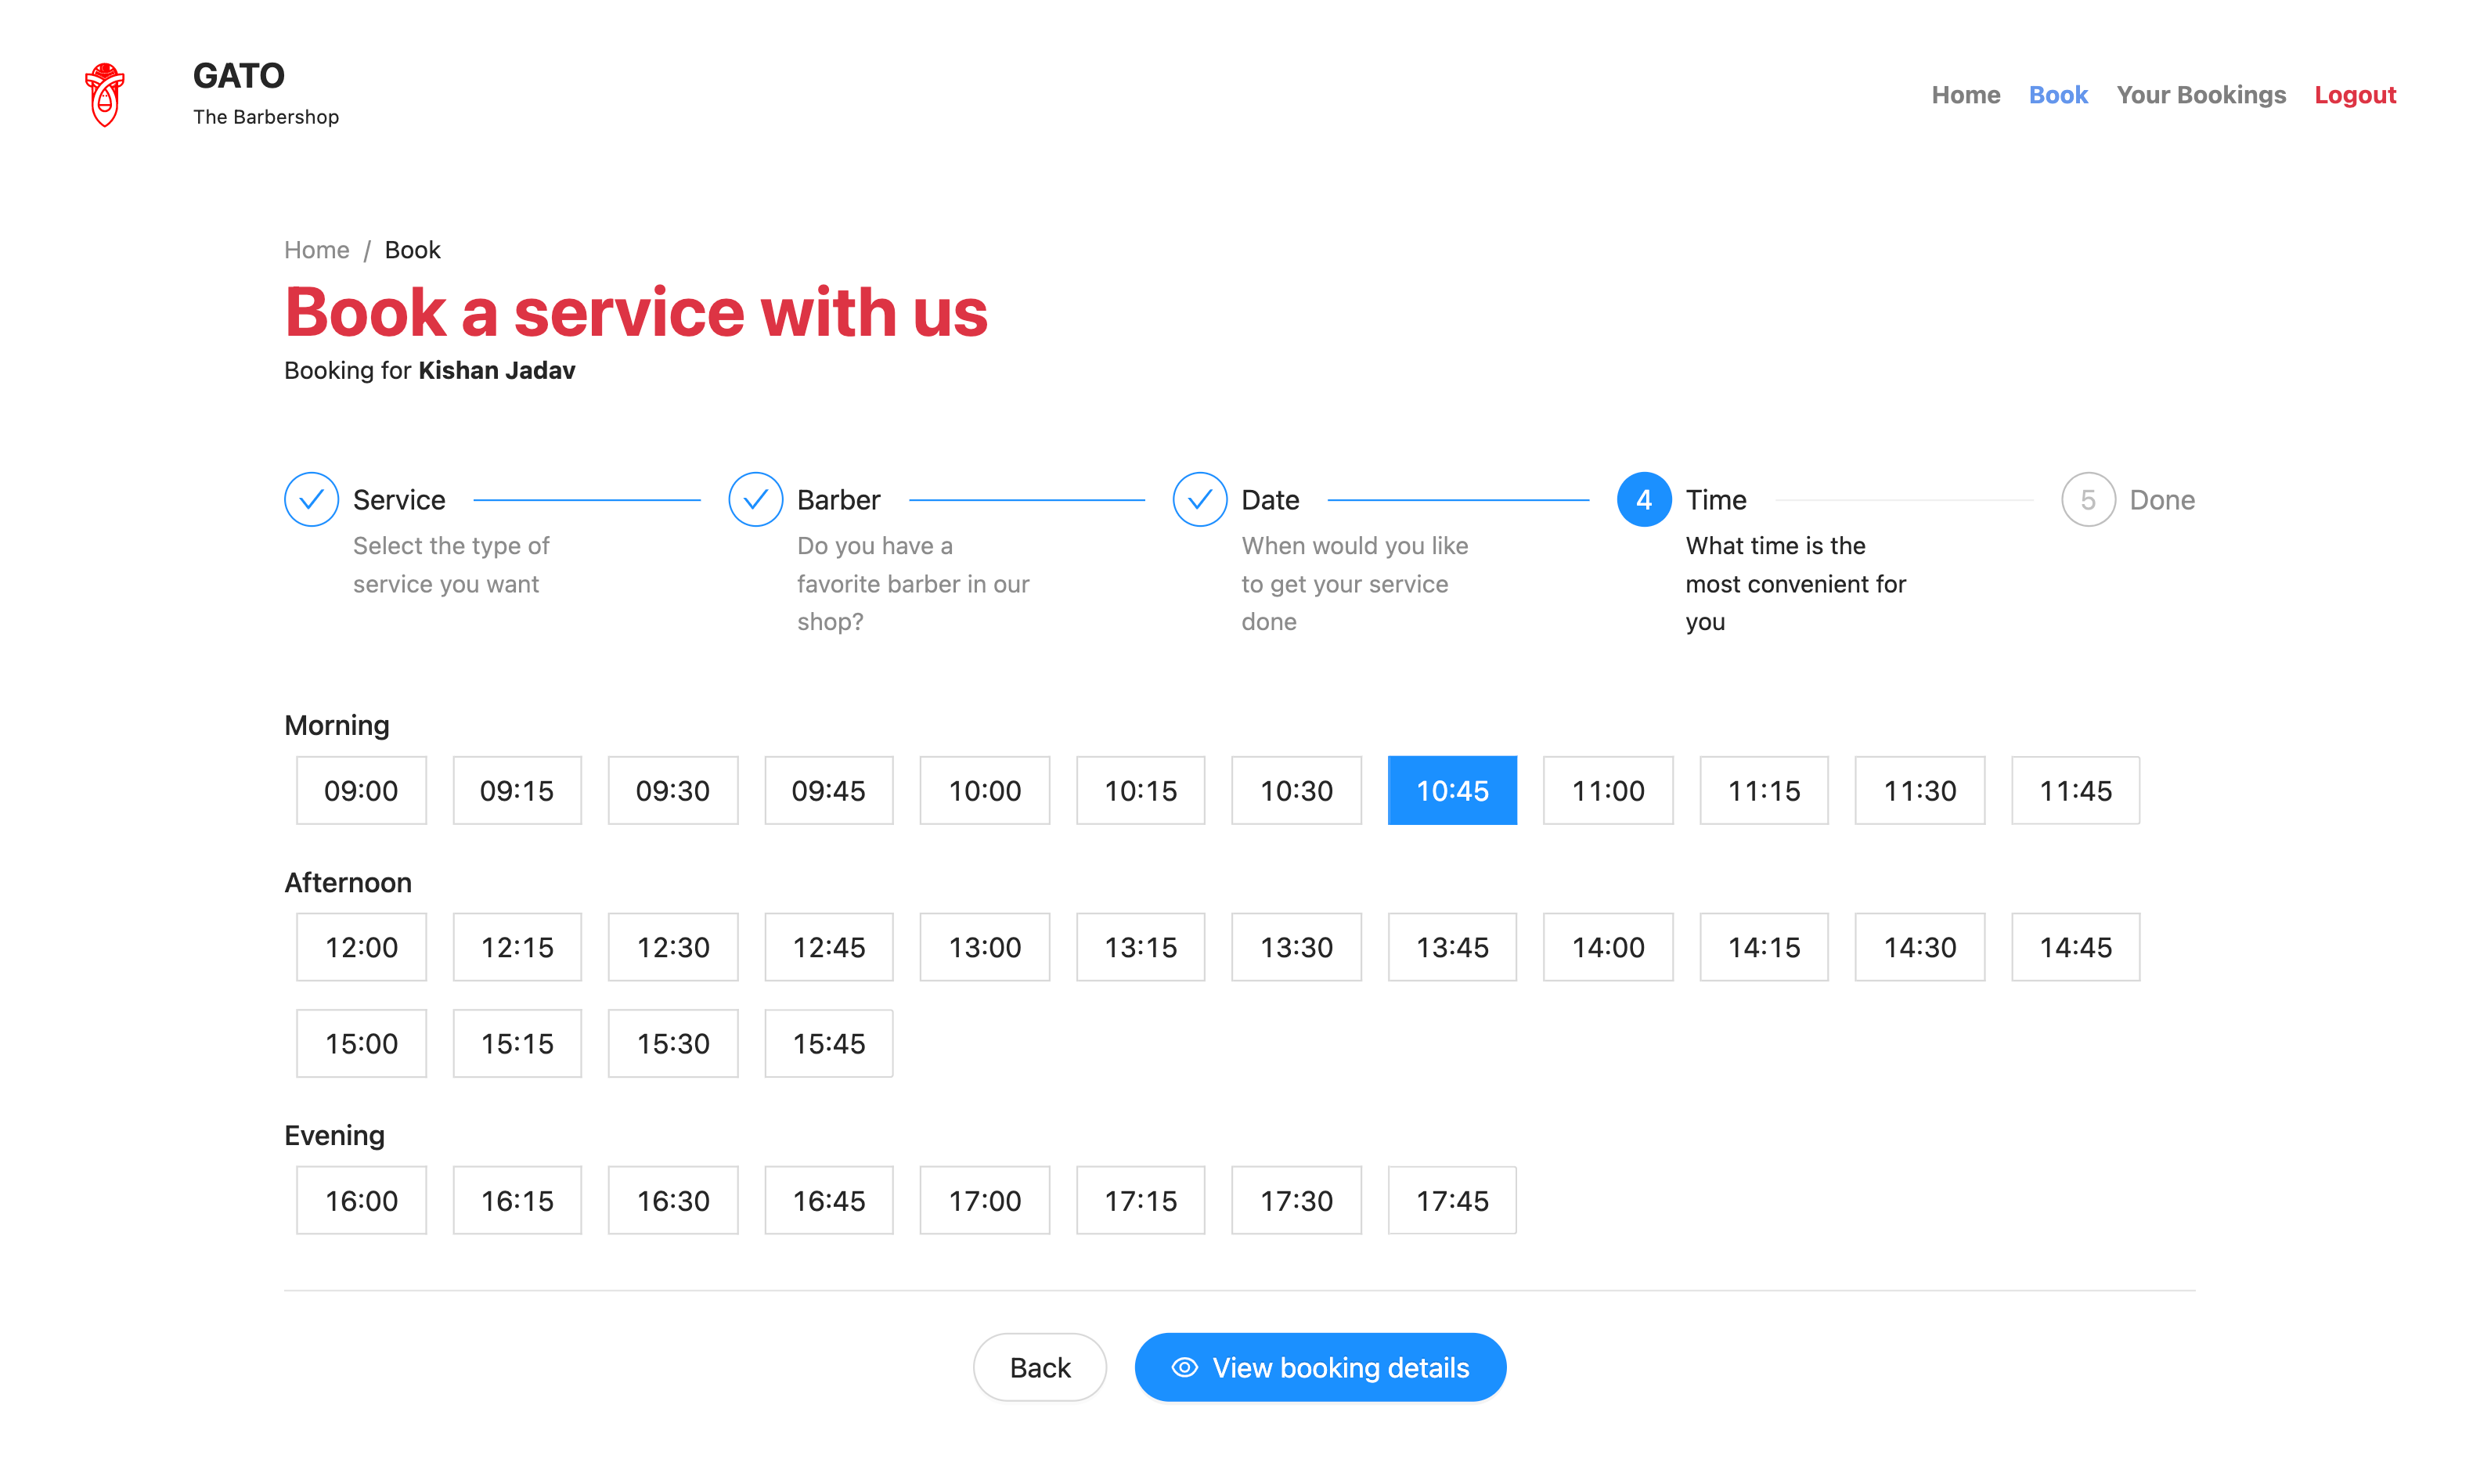 GATO
The Barbershop
Home Book Your Bookings Logout
Home / Book
Book a service with us
Booking for Kishan Jadav
Service
Select the type of
service you want
Barber
Do you have a
favorite barber in our
shop?
Date
When would you like
to get your service
done
4 Time
What time is the
most convenient for
you
5 Done
Morning
09:00 09:15 09:30 09:45 10:00 10:15 10:30 10:45 11:00 11:15 11:30 11:45
Afternoon
12:00 12:15 12:30 12:45 13:00 13:15 13:30 13:45 14:00 14:15 14:30 14:45
15:00 15:15 15:30 15:45
Evening
16:00 16:15 16:30 16:45 17:00 17:15 17:30 17:45
Back View booking details